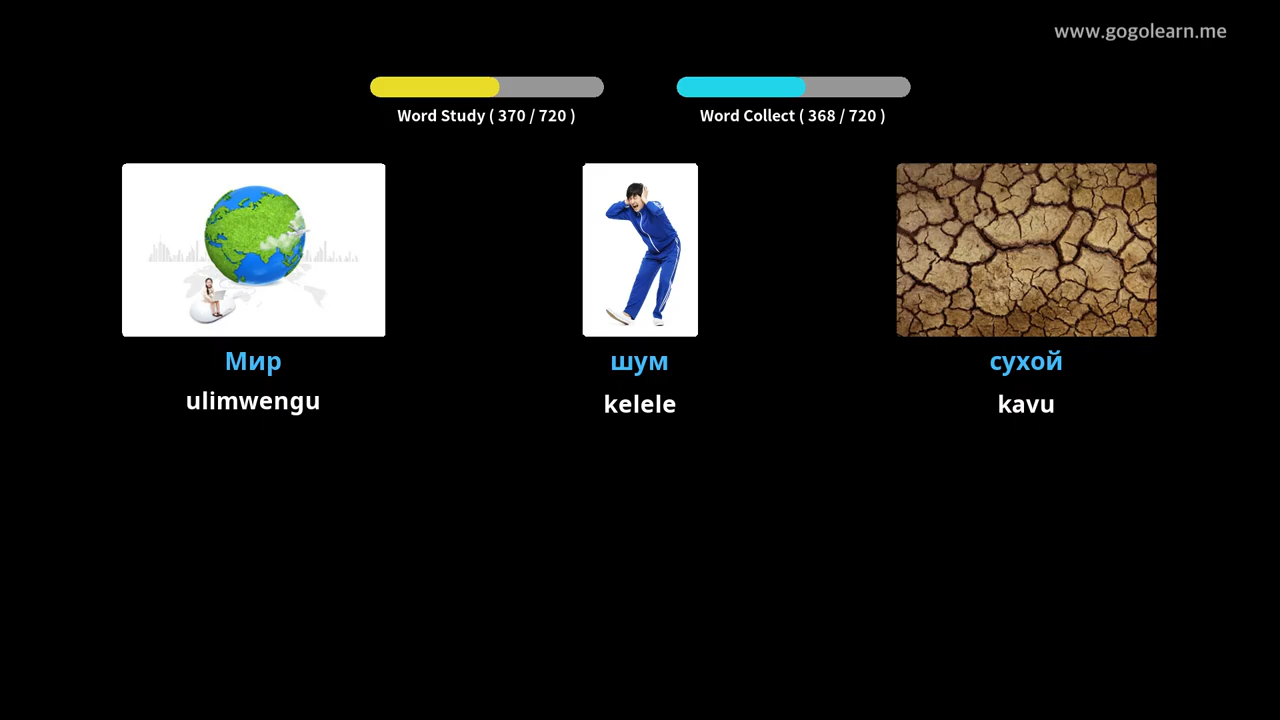 www.gogolearn.me
Word Study ( 370 / 720 )
Word Collect ( 368 / 720 )
Мир
шум
сухой
ulimwengu
kelele
kavu